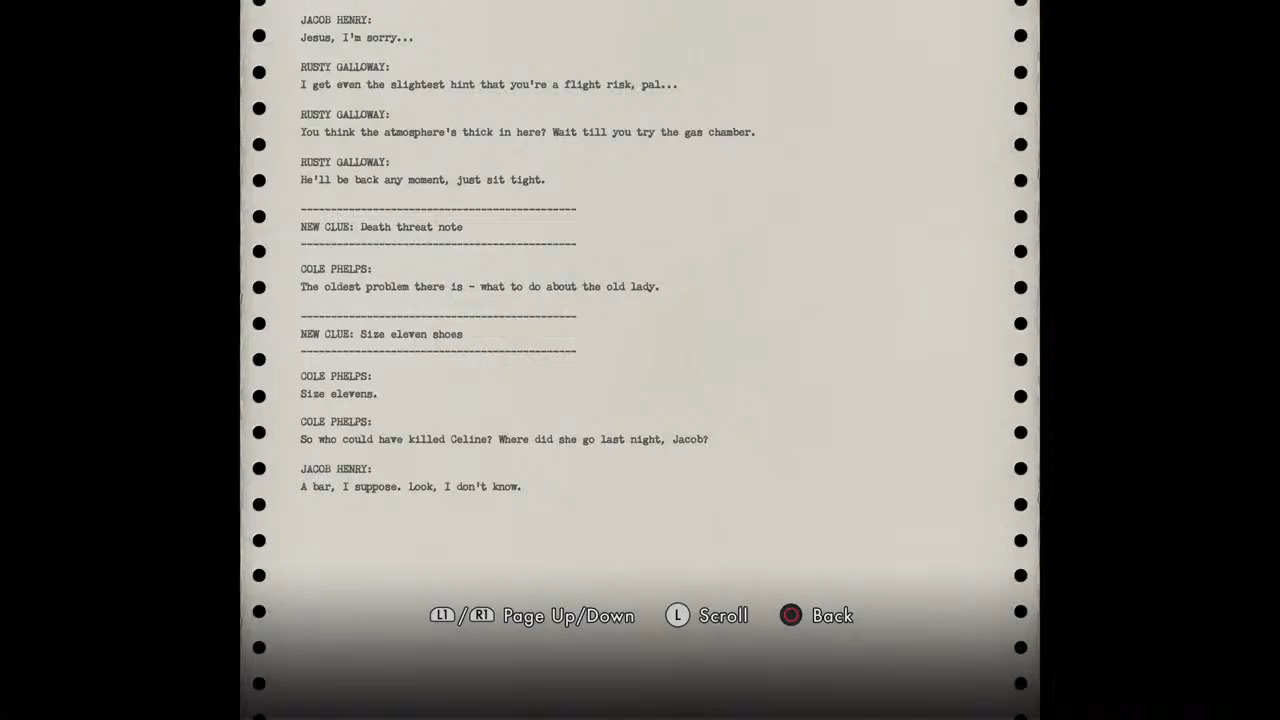 JACOB HENRY:
Jesus, I'm sorry...
RUSTY GALLOWAY:
I get even the slightest hint that you're a flight risk, pal...
RUSTY GALLOWAY:
You think the atmosphere's thick in here? Wait till you try the gas chamber.
RUSTY GALLOWAY:
He'll be back any moment, just sit tight.
----------------------------------------------
NEW CLUE: Death threat note
----------------------------------------------
COLE PHELPS:
The oldest problem there is - what to do about the old lady.
----------------------------------------------
NEW CLUE: Size eleven shoes
----------------------------------------------
COLE PHELPS:
Size elevens.
COLE PHELPS:
So who could have killed Celine? Where did she go last night, Jacob?
JACOB HENRY:
A bar, I suppose. Look, I don't know.
L1/R1 Page Up/Down L Scroll Back